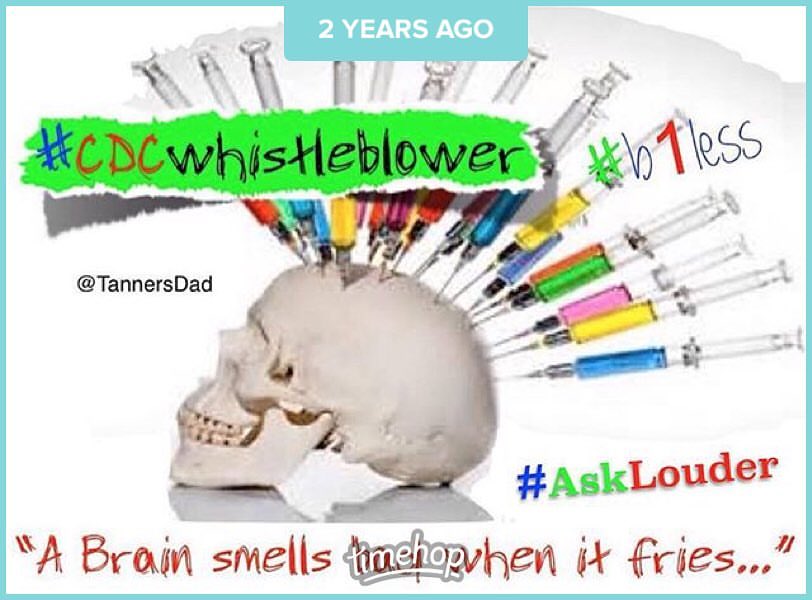 2 YEARS AGO
#CDCwhistleblower
#b1less
@TannersDad
#AskLouder
"A Brain smells when it fries..."
timehop